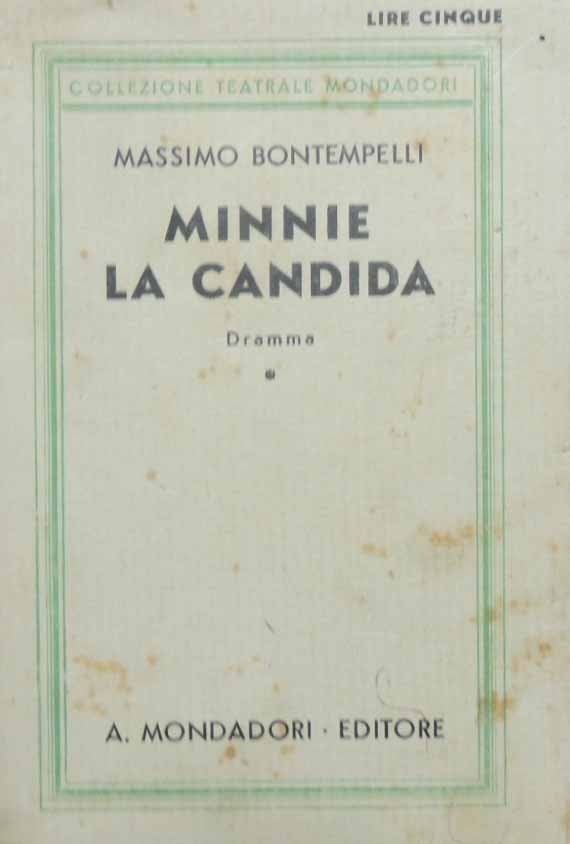 LIRE CINQUE
COLLEZIONE TEATRALE MONDADORI
MASSIMO BONTEMPELLI
MINNIE
LA CANDIDA
Dramma
A. MONDADORI · EDITORE